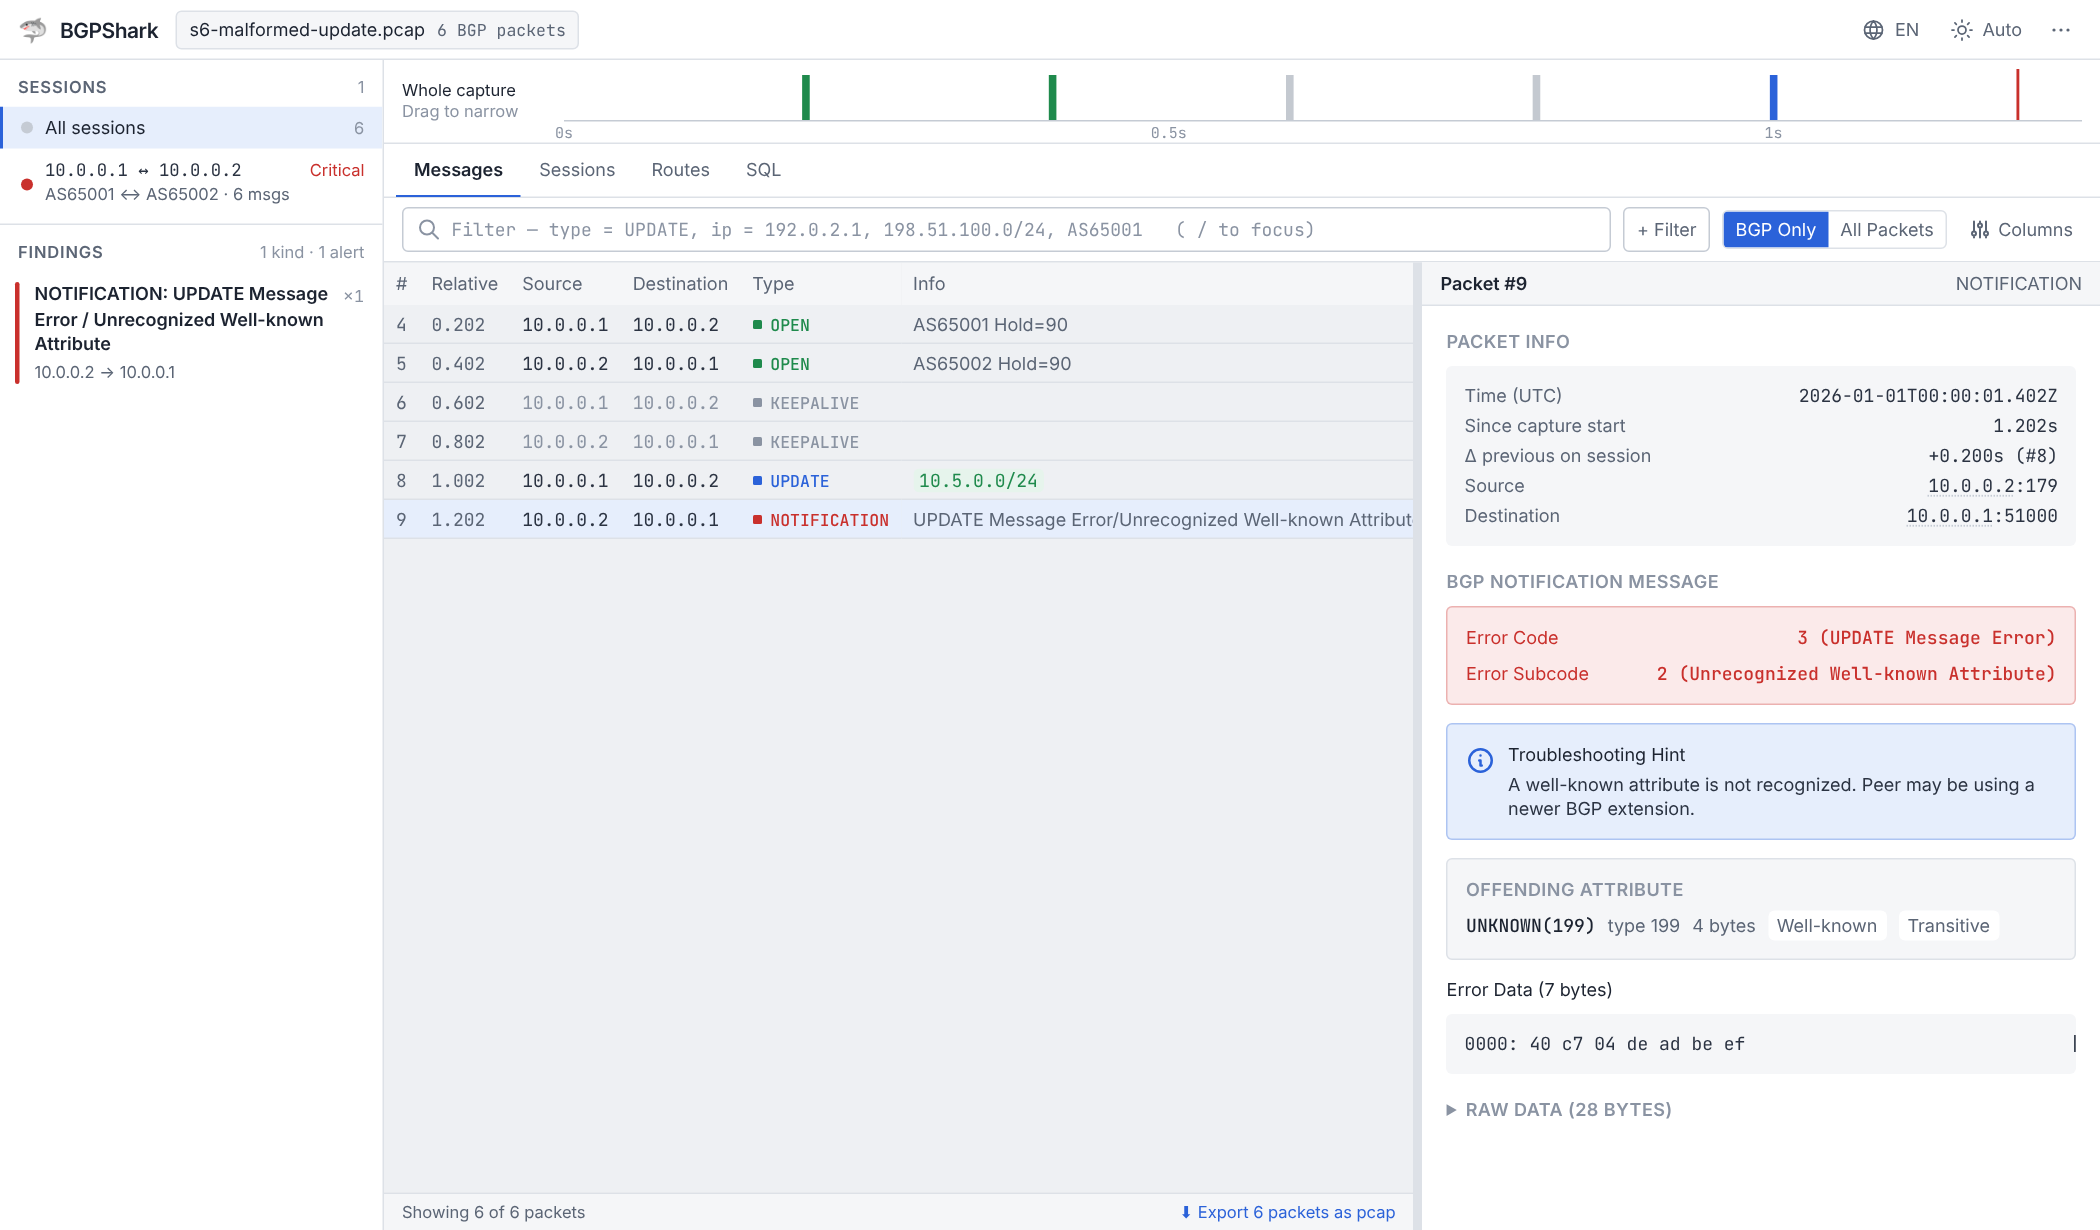 BGPShark
s6-malformed-update.pcap 6 BGP packets
EN
Auto
SESSIONS 1
All sessions 6
10.0.0.1 ↔ 10.0.0.2 Critical
AS65001 ↔ AS65002 · 6 msgs
FINDINGS 1 kind · 1 alert
NOTIFICATION: UPDATE Message ×1
Error / Unrecognized Well-known
Attribute
10.0.0.2 → 10.0.0.1
Whole capture
Drag to narrow
0s 0.5s 1s
Messages Sessions Routes SQL
Filter — type = UPDATE, ip = 192.0.2.1, 198.51.100.0/24, AS65001 ( / to focus)
+ Filter
BGP Only All Packets
Columns
# Relative Source Destination Type Info
4 0.202 10.0.0.1 10.0.0.2 OPEN AS65001 Hold=90
5 0.402 10.0.0.2 10.0.0.1 OPEN AS65002 Hold=90
6 0.602 10.0.0.1 10.0.0.2 KEEPALIVE
7 0.802 10.0.0.2 10.0.0.1 KEEPALIVE
8 1.002 10.0.0.1 10.0.0.2 UPDATE 10.5.0.0/24
9 1.202 10.0.0.2 10.0.0.1 NOTIFICATION UPDATE Message Error/Unrecognized Well-known Attribut
Showing 6 of 6 packets
⬇ Export 6 packets as pcap
Packet #9 NOTIFICATION
PACKET INFO
Time (UTC) 2026-01-01T00:00:01.402Z
Since capture start 1.202s
Δ previous on session +0.200s (#8)
Source 10.0.0.2:179
Destination 10.0.0.1:51000
BGP NOTIFICATION MESSAGE
Error Code 3 (UPDATE Message Error)
Error Subcode 2 (Unrecognized Well-known Attribute)
Troubleshooting Hint
A well-known attribute is not recognized. Peer may be using a
newer BGP extension.
OFFENDING ATTRIBUTE
UNKNOWN(199) type 199 4 bytes Well-known Transitive
Error Data (7 bytes)
0000: 40 c7 04 de ad be ef |
RAW DATA (28 BYTES)